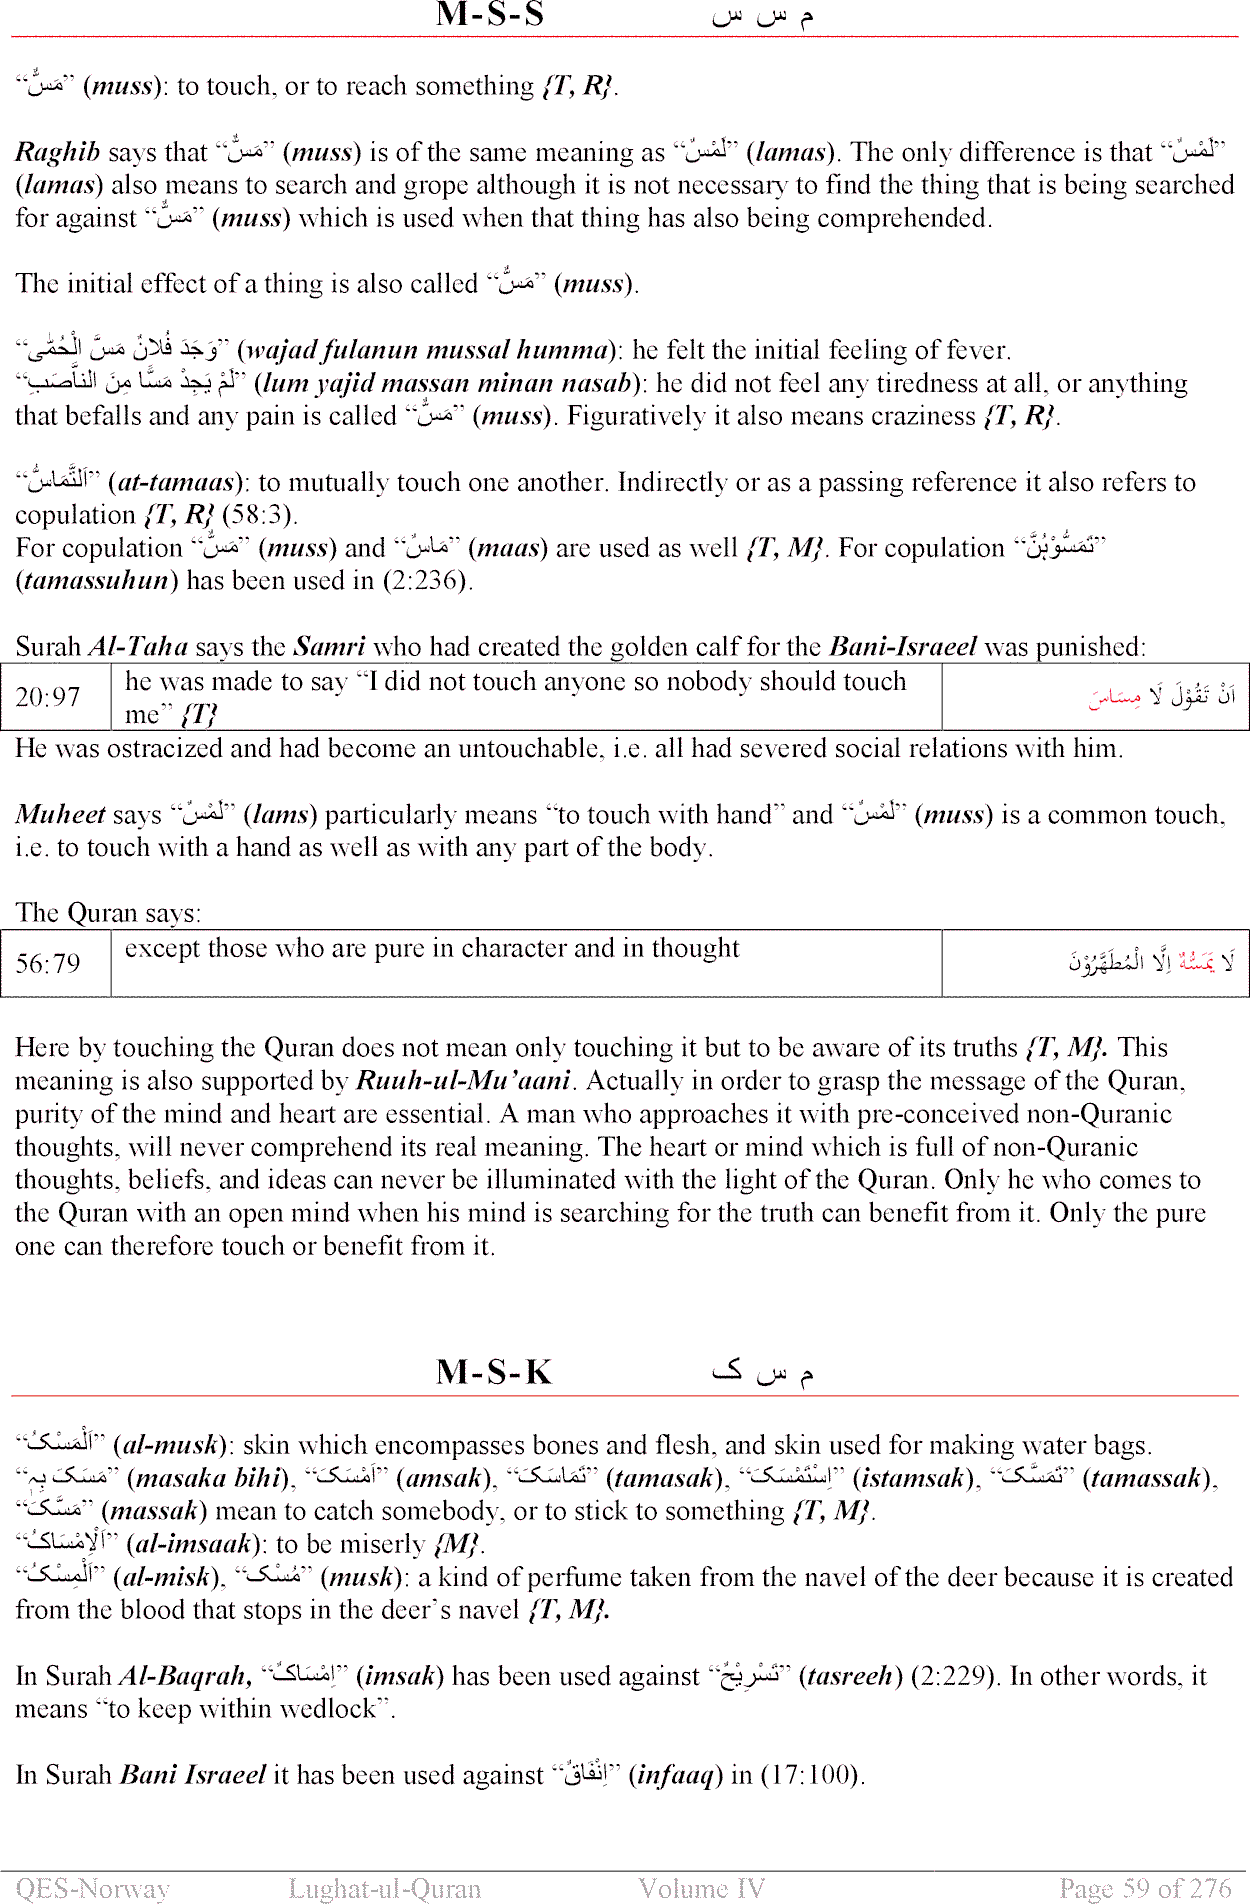 M-S-S م س س
“مَسٌّ” (muss): to touch, or to reach something {T, R}.
Raghib says that “مَسٌّ” (muss) is of the same meaning as “لَمْسٌ” (lamas). The only difference is that “لَمْسٌ”
(lamas) also means to search and grope although it is not necessary to find the thing that is being searched
for against “مَسٌّ” (muss) which is used when that thing has also being comprehended.
The initial effect of a thing is also called “مَسٌّ” (muss).
“وَجَدَ فُلَانٌ مَسَّ الْحُمّٰی” (wajad fulanun mussal humma): he felt the initial feeling of fever.
“لَمْ يَجِدْ مَسًّا مِنَ النَّاصَبِ” (lum yajid massan minan nasab): he did not feel any tiredness at all, or anything
that befalls and any pain is called “مَسٌّ” (muss). Figuratively it also means craziness {T, R}.
“اَلتَّمَاسُّ” (at-tamaas): to mutually touch one another. Indirectly or as a passing reference it also refers to
copulation {T, R} (58:3).
For copulation “مَسٌّ” (muss) and “مَاسٌ” (maas) are used as well {T, M}. For copulation “تَمَسُّوْہُنَّ”
(tamassuhun) has been used in (2:236).
Surah Al-Taha says the Samri who had created the golden calf for the Bani-Israeel was punished:
20:97 he was made to say “I did not touch anyone so nobody should touch me” {T} اَنْ تَقُوْلَ لَا مِسَاسَ
He was ostracized and had become an untouchable, i.e. all had severed social relations with him.
Muheet says “لَمْسٌ” (lams) particularly means “to touch with hand” and “لَمْسٌ” (muss) is a common touch,
i.e. to touch with a hand as well as with any part of the body.
The Quran says:
56:79 except those who are pure in character and in thought لَا يَمَسُّهٗ اِلَّا الْمُطَهَّرُوْنَ
Here by touching the Quran does not mean only touching it but to be aware of its truths {T, M}. This
meaning is also supported by Ruuh-ul-Mu’aani. Actually in order to grasp the message of the Quran,
purity of the mind and heart are essential. A man who approaches it with pre-conceived non-Quranic
thoughts, will never comprehend its real meaning. The heart or mind which is full of non-Quranic
thoughts, beliefs, and ideas can never be illuminated with the light of the Quran. Only he who comes to
the Quran with an open mind when his mind is searching for the truth can benefit from it. Only the pure
one can therefore touch or benefit from it.
M-S-K م س ک
“اَلْمَسْکُ” (al-musk): skin which encompasses bones and flesh, and skin used for making water bags.
“مَسَکَ بِہٖ” (masaka bihi), “اَمْسَکَ” (amsak), “تَمَاسَکَ” (tamasak), “اِسْتَمْسَکَ” (istamsak), “تَمَسَّکَ” (tamassak),
“مَسَّکَ” (massak) mean to catch somebody, or to stick to something {T, M}.
“اَلْاِمْسَاکُ” (al-imsaak): to be miserly {M}.
“اَلْمِسْکُ” (al-misk), “مُسْک” (musk): a kind of perfume taken from the navel of the deer because it is created
from the blood that stops in the deer’s navel {T, M}.
In Surah Al-Baqrah, “اِمْسَاکٌ” (imsak) has been used against “تَسْرِيْحٌ” (tasreeh) (2:229). In other words, it
means “to keep within wedlock”.
In Surah Bani Israeel it has been used against “اِنْفَاقٌ” (infaaq) in (17:100).
QES-Norway Lughat-ul-Quran Volume IV Page 59 of 276